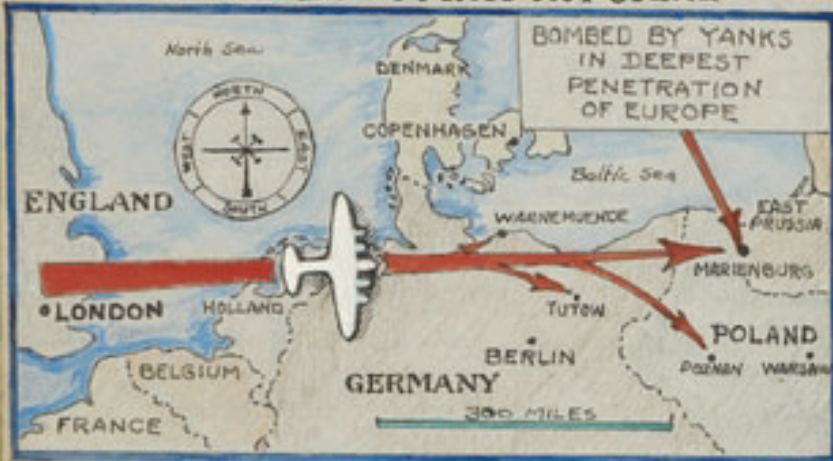 North Sea
DENMARK
BOMBED BY YANKS
IN DEEPEST
PENETRATION
OF EUROPE
NORTH
EAST
SOUTH
WEST
COPENHAGEN
Baltic Sea
ENGLAND
WARNEMUENDE
EAST
PRUSSIA
MARIENBURG
LONDON
HOLLAND
TUTOW
POLAND
BERLIN
POZNAN WARSAW
BELGIUM
GERMANY
FRANCE
380 MILES